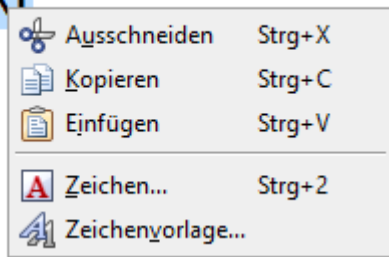 Ausschneiden Strg+X
Kopieren Strg+C
Einfügen Strg+V
Zeichen... Strg+2
Zeichenvorlage...